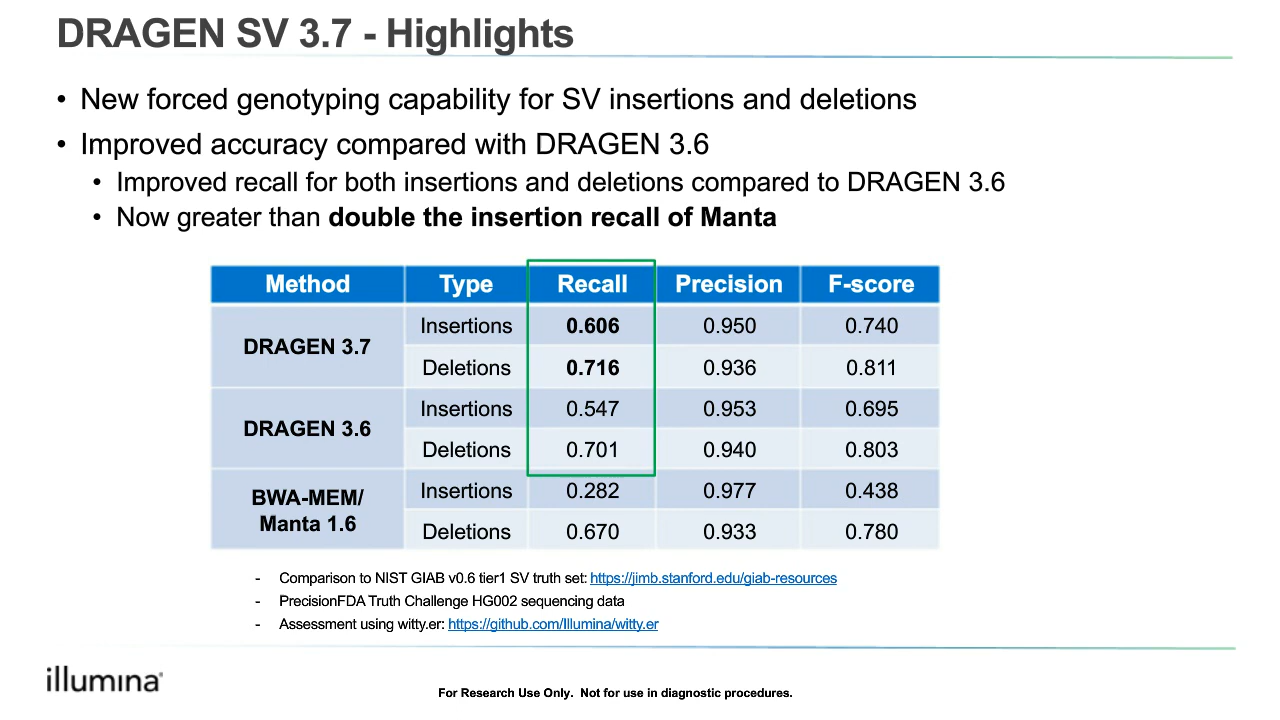 DRAGEN SV 3.7 - Highlights
• New forced genotyping capability for SV insertions and deletions
• Improved accuracy compared with DRAGEN 3.6
• Improved recall for both insertions and deletions compared to DRAGEN 3.6
• Now greater than double the insertion recall of Manta
Method Type Recall Precision F-score
DRAGEN 3.7
Insertions 0.606 0.950 0.740
Deletions 0.716 0.936 0.811
DRAGEN 3.6
Insertions 0.547 0.953 0.695
Deletions 0.701 0.940 0.803
BWA-MEM/
Manta 1.6
Insertions 0.282 0.977 0.438
Deletions 0.670 0.933 0.780
- Comparison to NIST GIAB v0.6 tier1 SV truth set: https://jimb.stanford.edu/giab-resources
- PrecisionFDA Truth Challenge HG002 sequencing data
- Assessment using witty.er: https://github.com/Illumina/witty.er
illumina®
For Research Use Only. Not for use in diagnostic procedures.